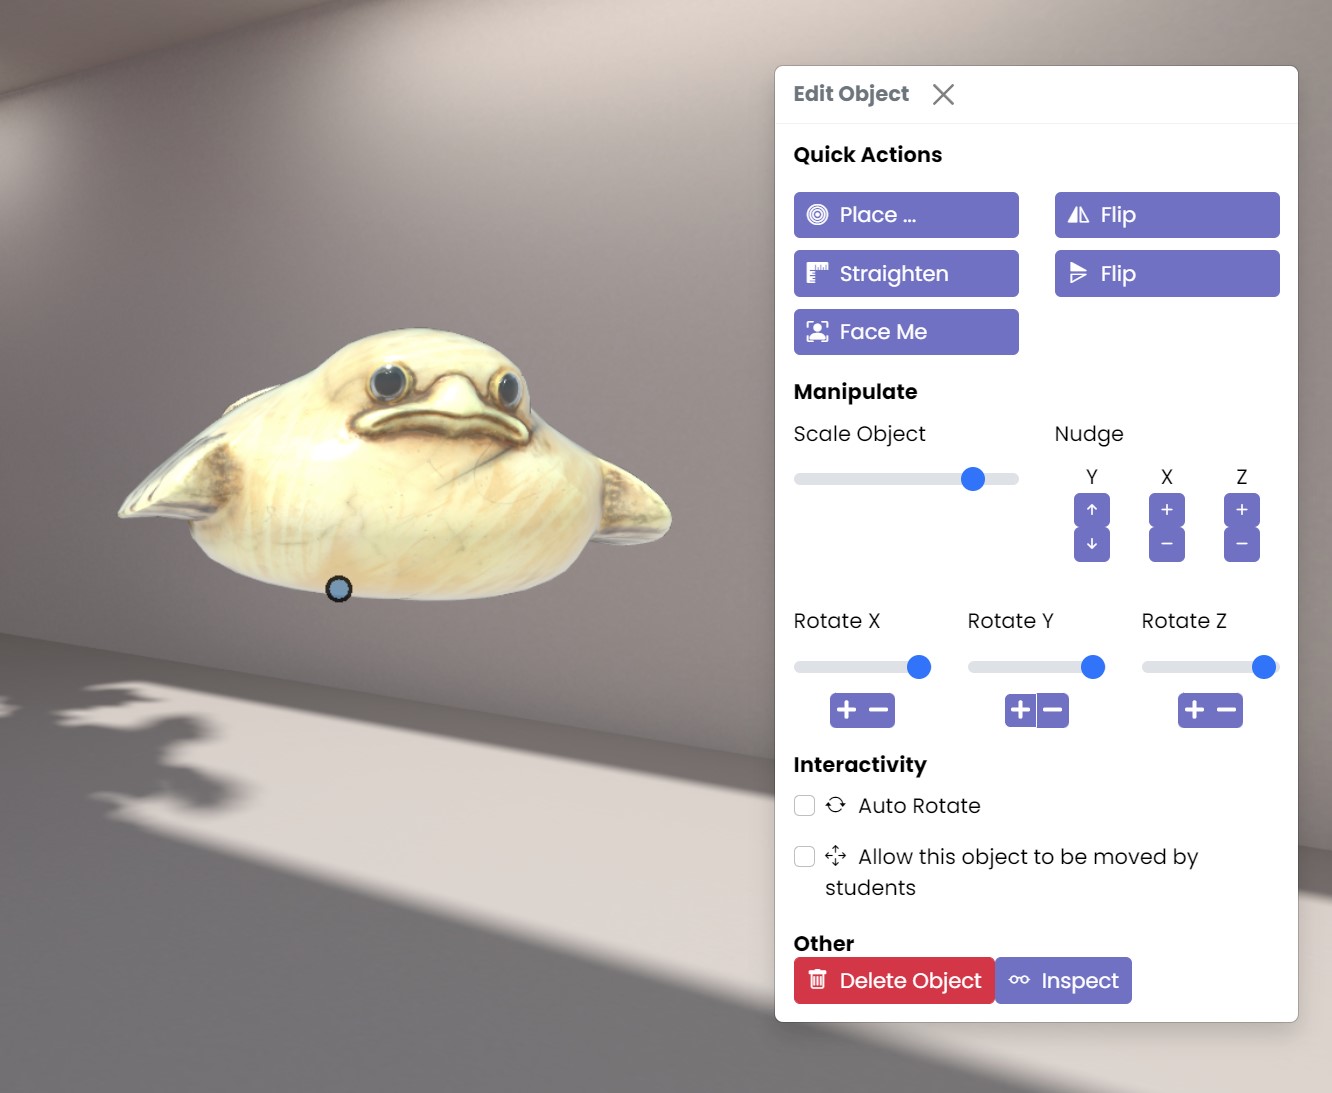 Edit Object
Quick Actions
Place ...
Flip
Straighten
Flip
Face Me
Manipulate
Scale Object
Nudge
Y X Z
Rotate X
Rotate Y
Rotate Z
Interactivity
Auto Rotate
Allow this object to be moved by
students
Other
Delete Object
Inspect